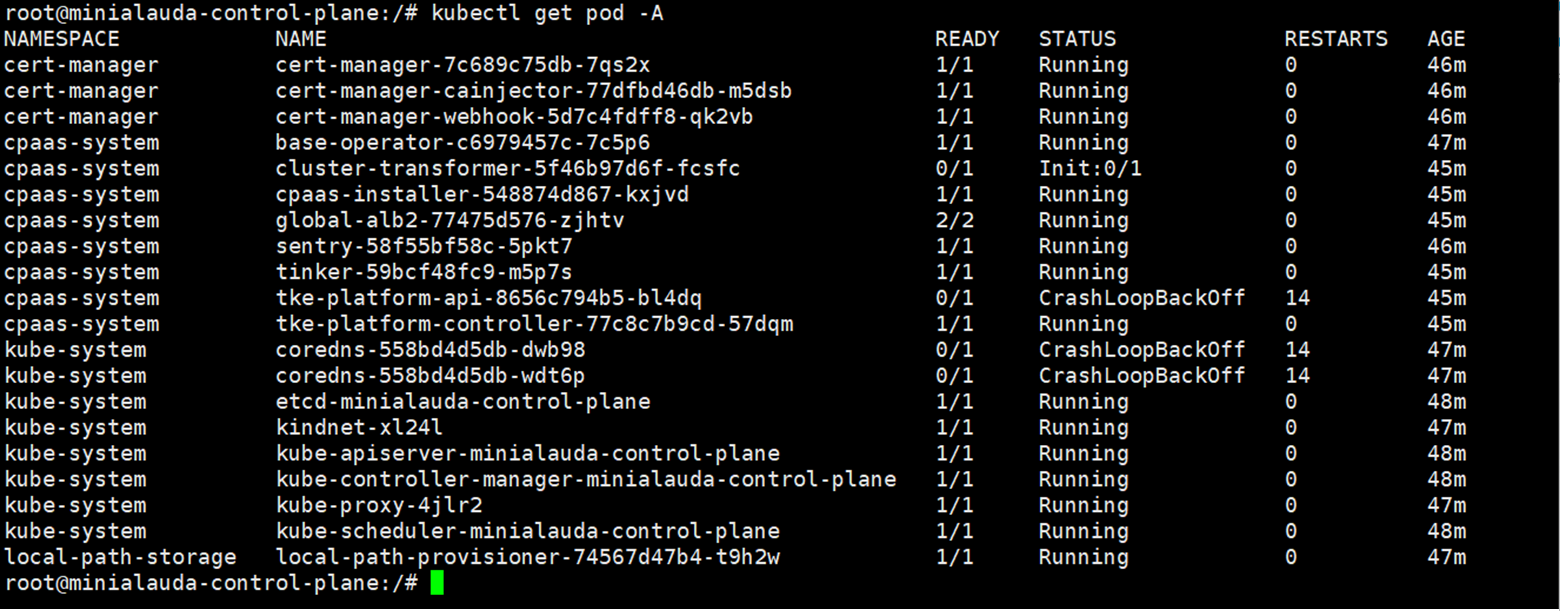 root@minialauda-control-plane:/# kubectl get pod -A
NAMESPACE NAME READY STATUS RESTARTS AGE
cert-manager cert-manager-7c689c75db-7qs2x 1/1 Running 0 46m
cert-manager cert-manager-cainjector-77dfbd46db-m5dsb 1/1 Running 0 46m
cert-manager cert-manager-webhook-5d7c4fdff8-qk2vb 1/1 Running 0 46m
cpaas-system base-operator-c6979457c-7c5p6 1/1 Running 0 47m
cpaas-system cluster-transformer-5f46b97d6f-fcsfc 0/1 Init:0/1 0 45m
cpaas-system cpaas-installer-548874d867-kxjvd 1/1 Running 0 45m
cpaas-system global-alb2-77475d576-zjhtv 2/2 Running 0 45m
cpaas-system sentry-58f55bf58c-5pkt7 1/1 Running 0 46m
cpaas-system tinker-59bcf48fc9-m5p7s 1/1 Running 0 45m
cpaas-system tke-platform-api-8656c794b5-bl4dq 0/1 CrashLoopBackOff 14 45m
cpaas-system tke-platform-controller-77c8c7b9cd-57dqm 1/1 Running 0 45m
kube-system coredns-558bd4d5db-dwb98 0/1 CrashLoopBackOff 14 47m
kube-system coredns-558bd4d5db-wdt6p 0/1 CrashLoopBackOff 14 47m
kube-system etcd-minialauda-control-plane 1/1 Running 0 48m
kube-system kindnet-xl24l 1/1 Running 0 47m
kube-system kube-apiserver-minialauda-control-plane 1/1 Running 0 48m
kube-system kube-controller-manager-minialauda-control-plane 1/1 Running 0 48m
kube-system kube-proxy-4jlr2 1/1 Running 0 47m
kube-system kube-scheduler-minialauda-control-plane 1/1 Running 0 48m
local-path-storage local-path-provisioner-74567d47b4-t9h2w 1/1 Running 0 47m
root@minialauda-control-plane:/#